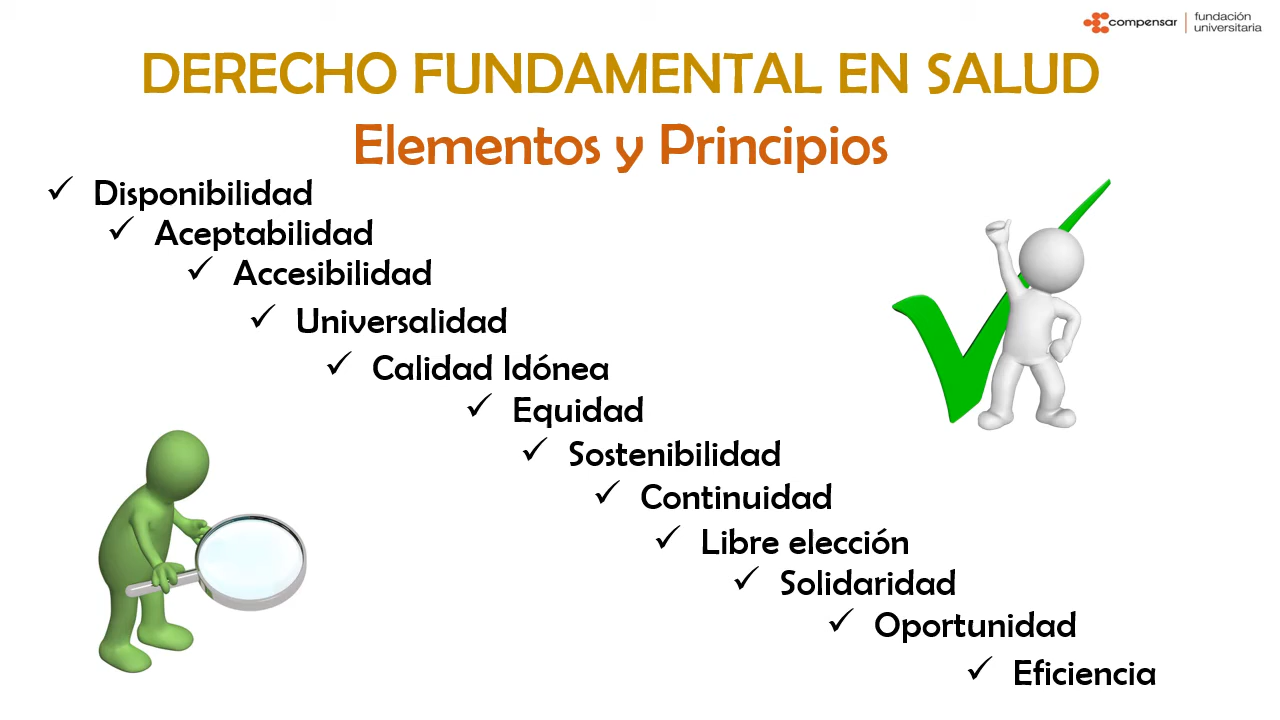 compensar
fundación
universitaria
DERECHO FUNDAMENTAL EN SALUD
Elementos y Principios
✓ Disponibilidad
✓ Aceptabilidad
✓ Accesibilidad
✓ Universalidad
✓ Calidad Idónea
✓ Equidad
✓ Sostenibilidad
✓ Continuidad
✓ Libre elección
✓ Solidaridad
✓ Oportunidad
✓ Eficiencia